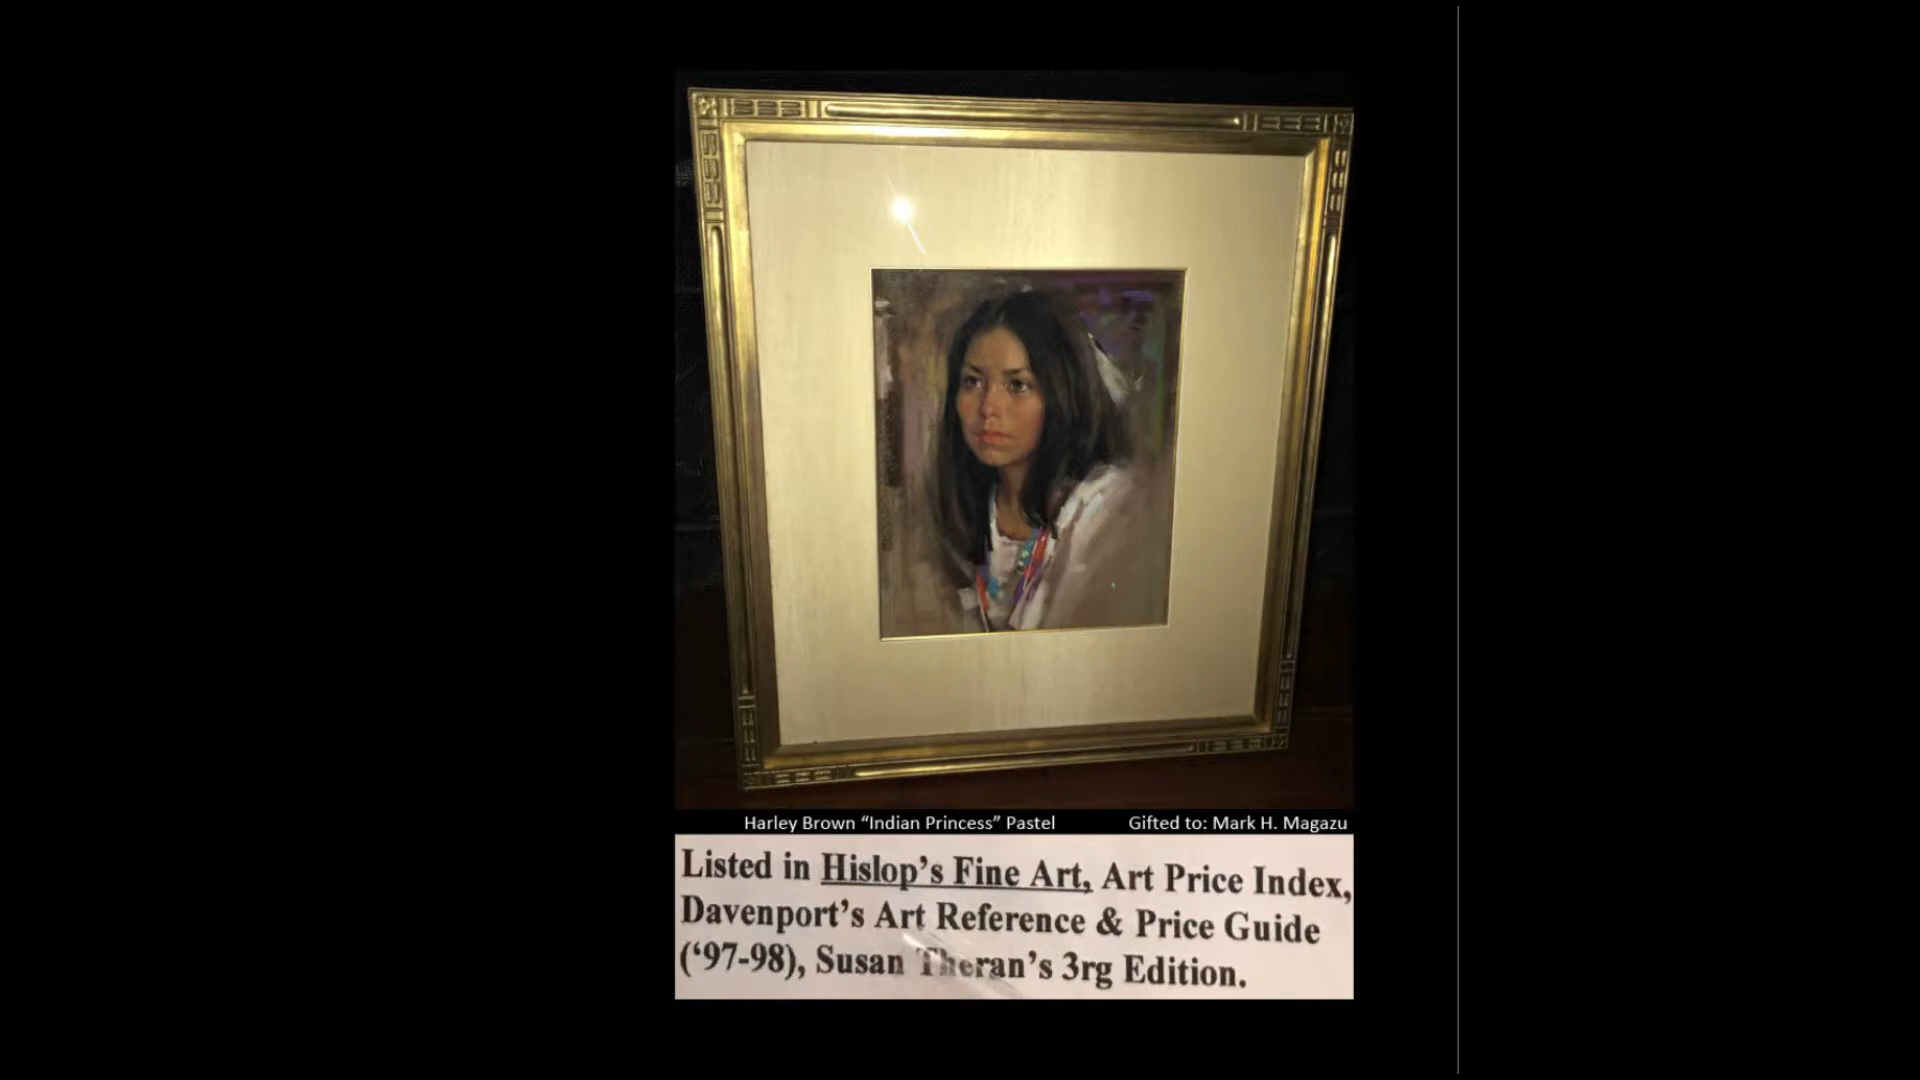 Harley Brown “Indian Princess” Pastel Gifted to: Mark H. Magazu
Listed in Hislop’s Fine Art, Art Price Index,
Davenport’s Art Reference & Price Guide
(‘97-98), Susan Theran’s 3rg Edition.